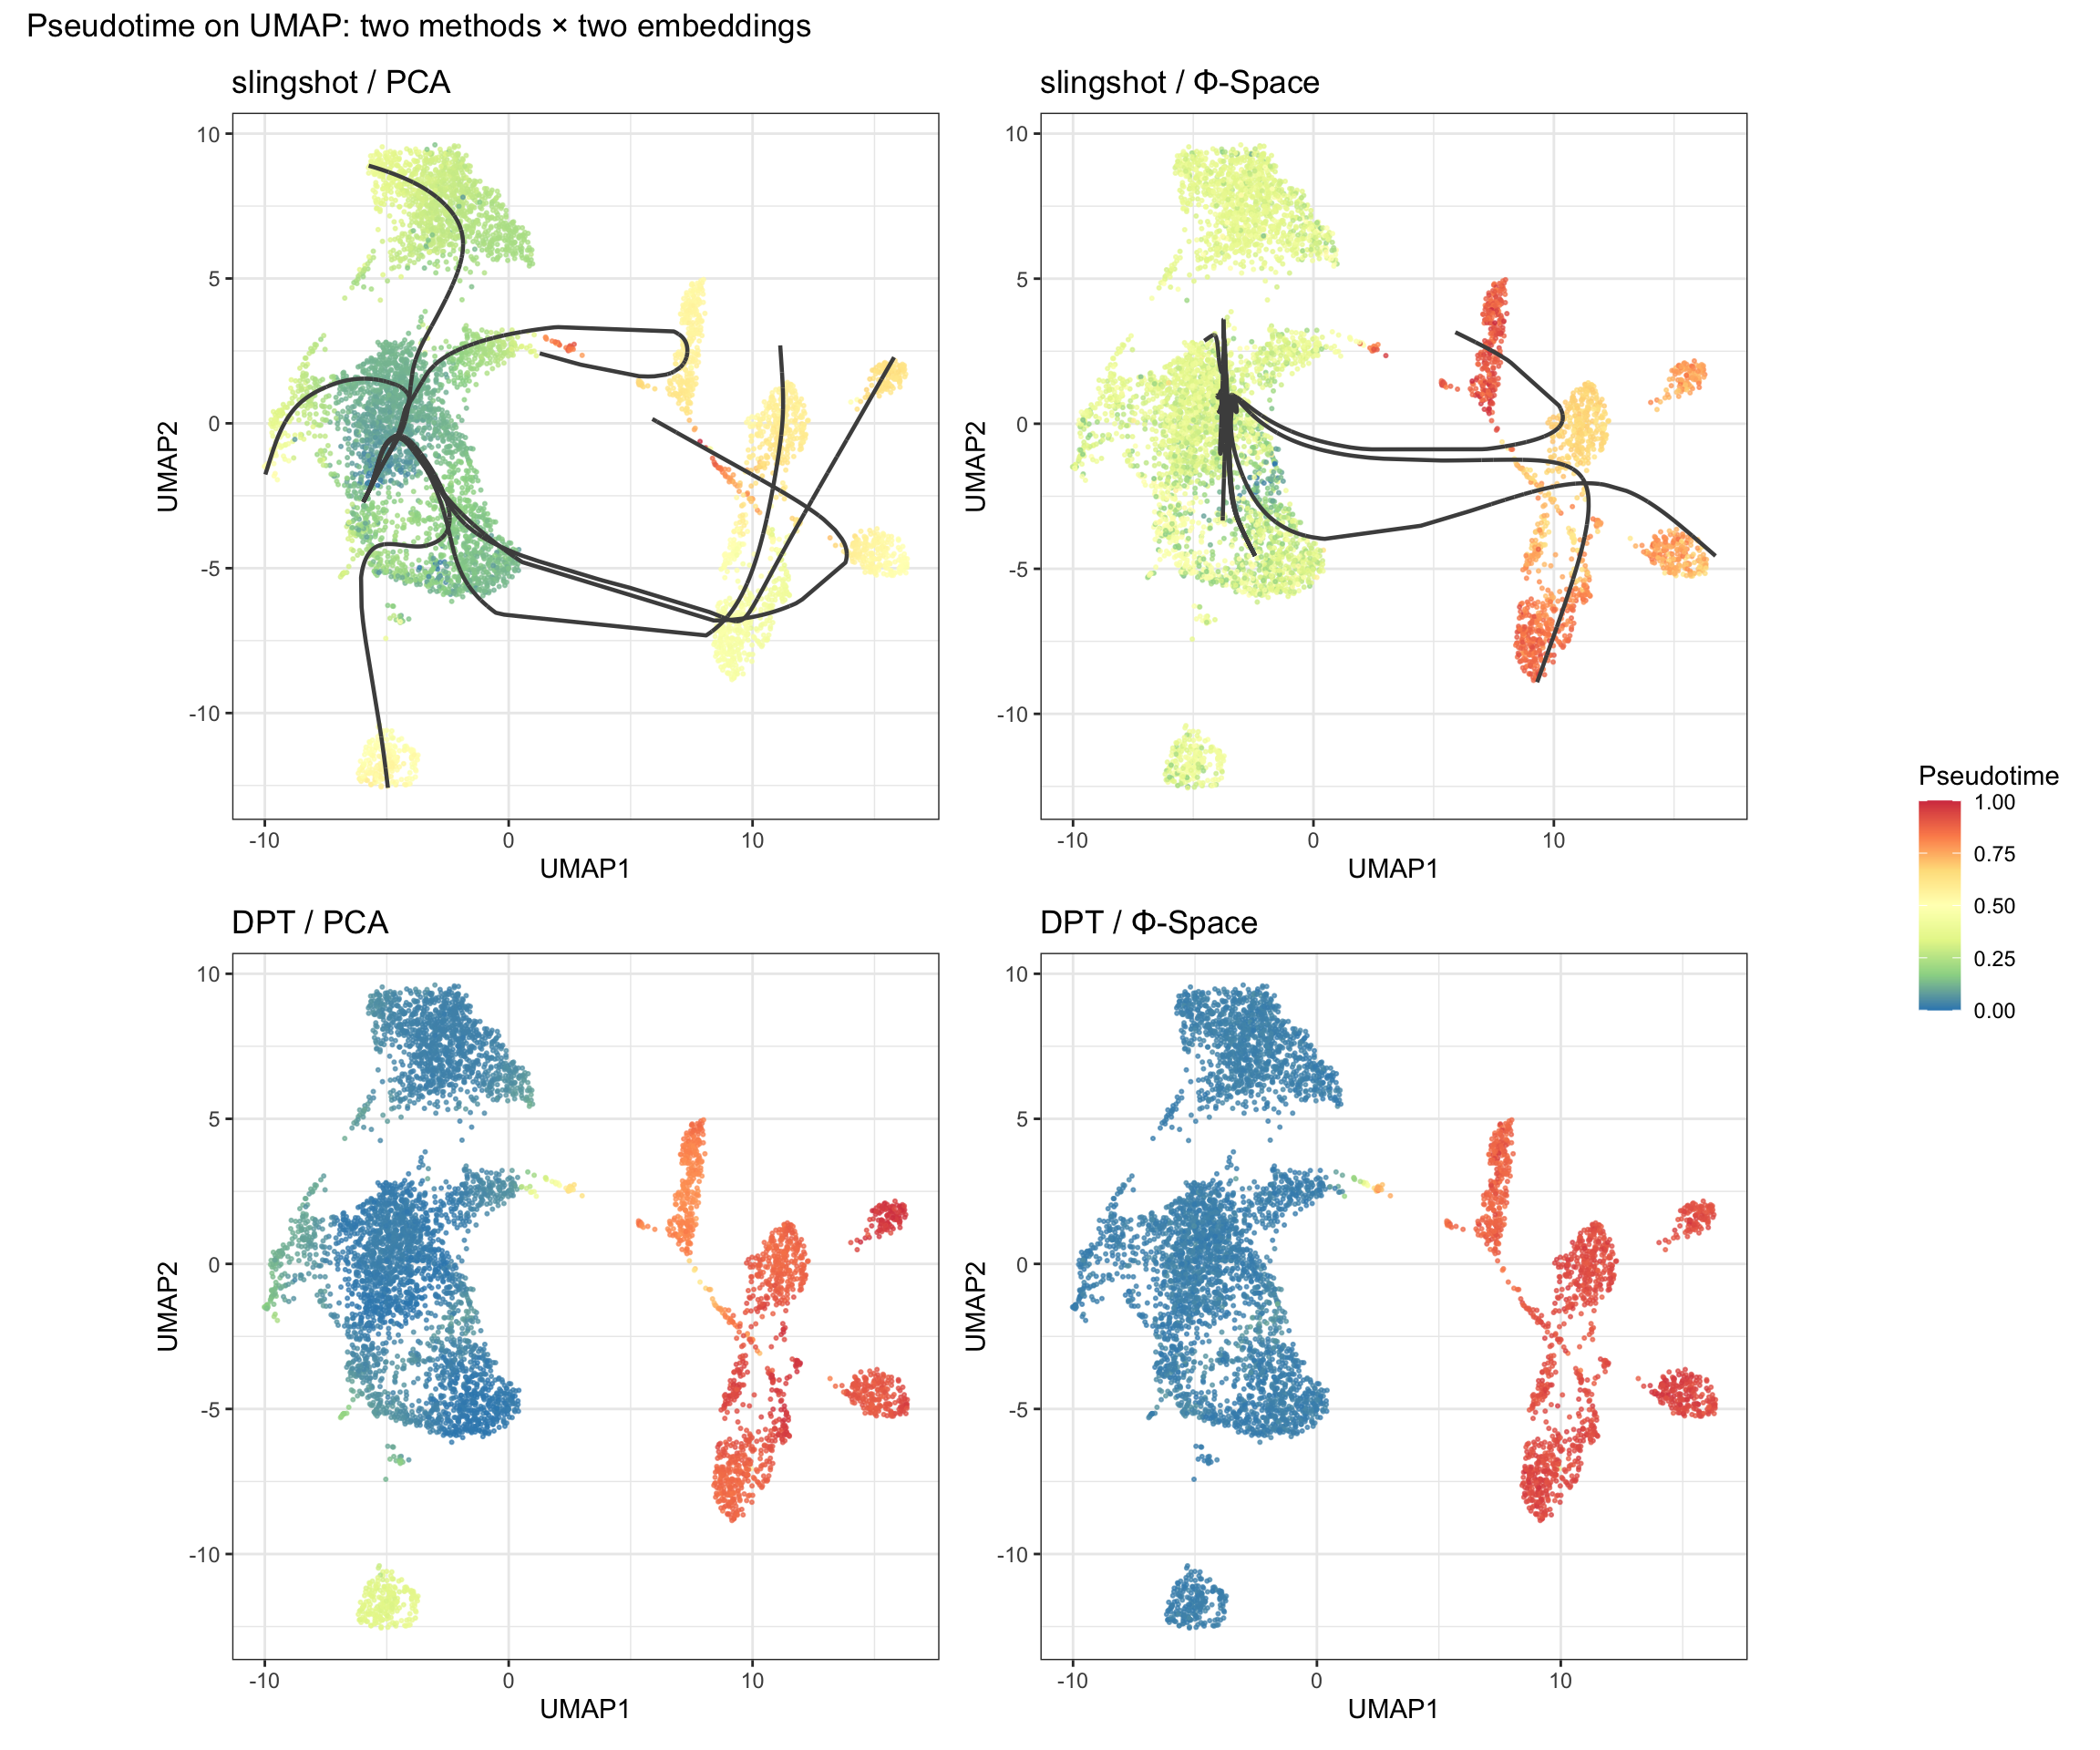 Pseudotime on UMAP: two methods × two embeddings
slingshot / PCA
slingshot / Φ-Space
10
5
0
-5
-10
UMAP2
-10
0
10
UMAP1
10
5
0
-5
-10
UMAP2
-10
0
10
UMAP1
Pseudotime
1.00
0.75
0.50
0.25
0.00
DPT / PCA
DPT / Φ-Space
10
5
0
-5
-10
UMAP2
-10
0
10
UMAP1
10
5
0
-5
-10
UMAP2
-10
0
10
UMAP1